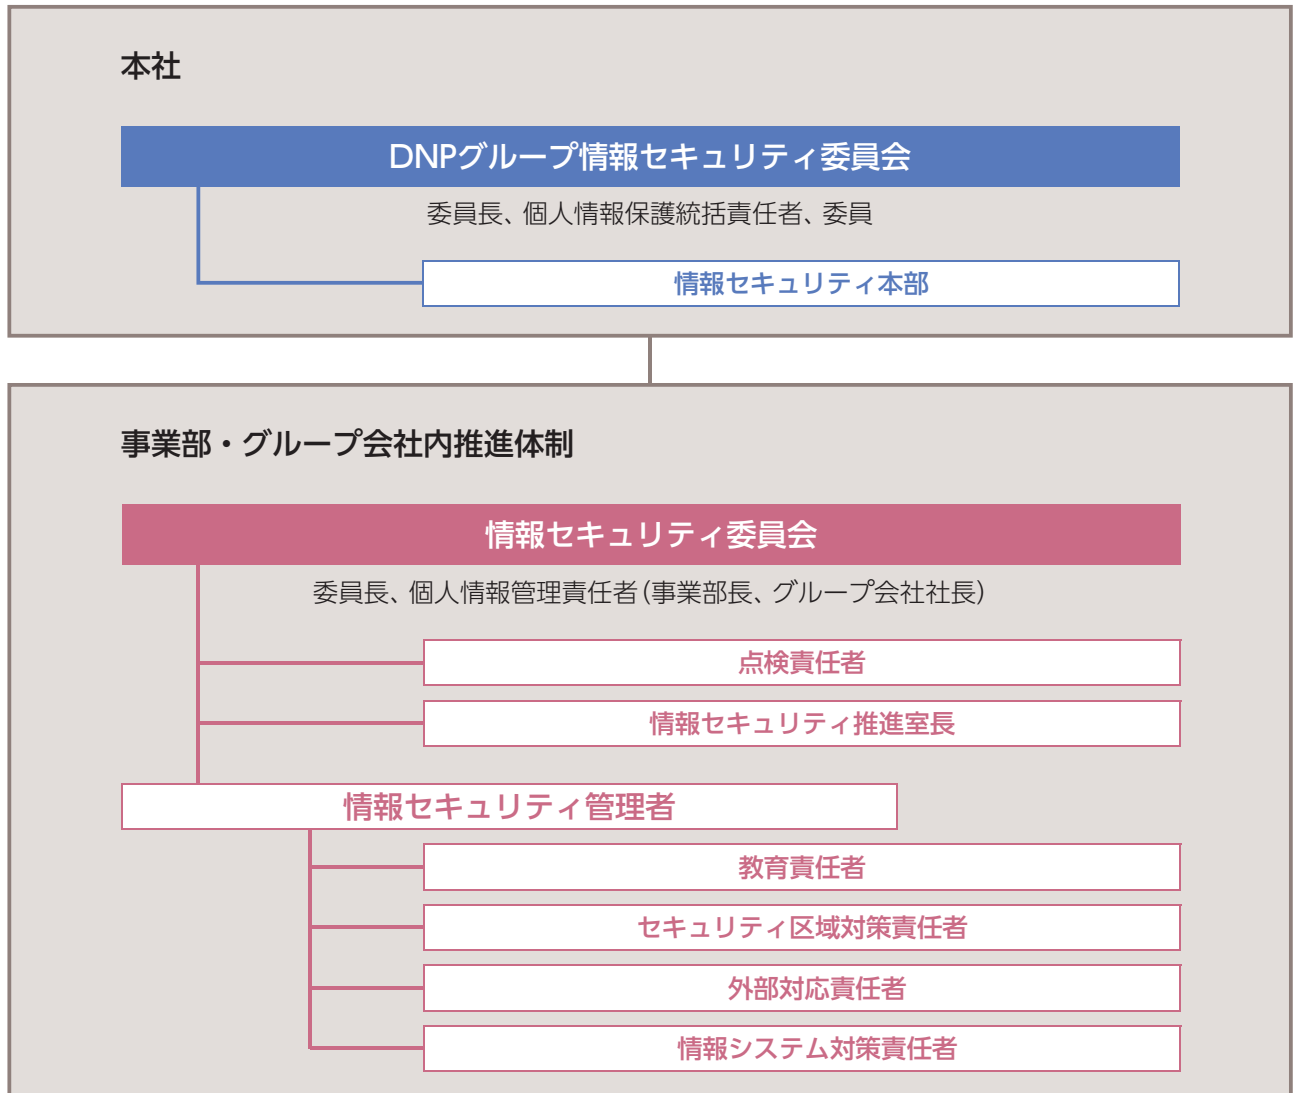 本社
DNPグループ情報セキュリティ委員会
委員長、個人情報保護統括責任者、委員
情報セキュリティ本部
事業部・グループ会社内推進体制
情報セキュリティ委員会
委員長、個人情報管理責任者(事業部長、グループ会社社長)
点検責任者
情報セキュリティ推進室長
情報セキュリティ管理者
教育責任者
セキュリティ区域対策責任者
外部対応責任者
情報システム対策責任者